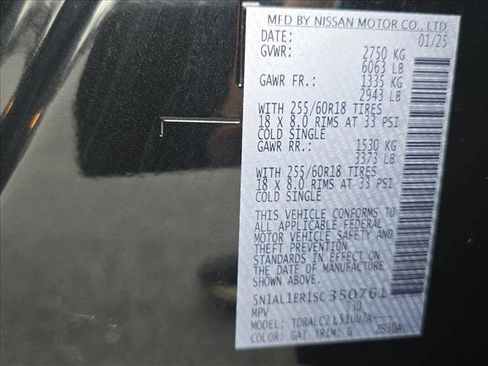 MFD BY NISSAN MOTOR CO., LTD
DATE: 01/25
GVWR: 2750 KG
6063 LB
GAWR FR.: 1335 KG
2943 LB
WITH 255/60R18 TIRES
18 X 8.0 RIMS AT 33 PSI
COLD SINGLE
GAWR RR.: 1530 KG
3373 LB
WITH 255/60R18 TIRES
18 X 8.0 RIMS AT 33 PSI
COLD SINGLE
THIS VEHICLE CONFORMS TO
ALL APPLICABLE FEDERAL
MOTOR VEHICLE SAFETY AND
THEFT PREVENTION
STANDARDS IN EFFECT ON
THE DATE OF MANUFACTURE
SHOWN ABOVE.
5N1AL1ER1SC350761
MPV
MODEL:
COLOR: GAT TRIM: G